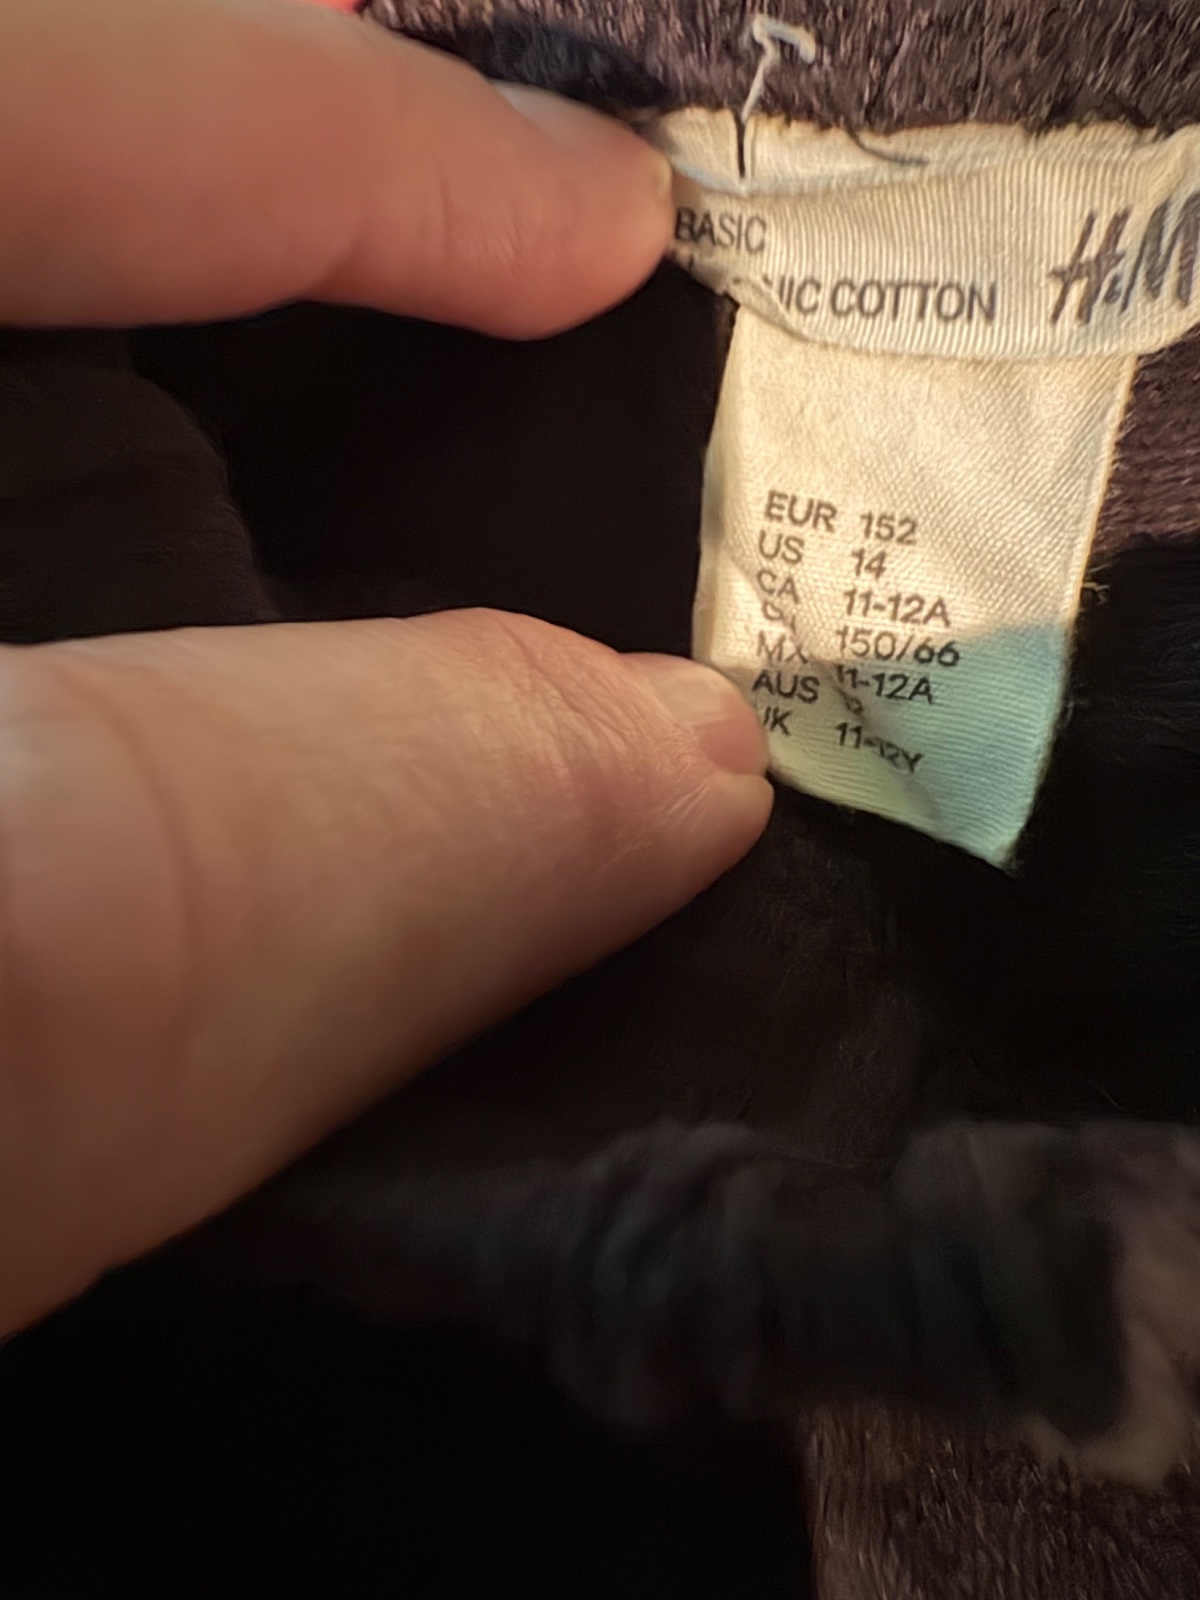 BASIC
COTTON
H&M
EUR 152
US 14
CA 11-12A
150/66
MX 11-12A
AUS
UK 11-12Y